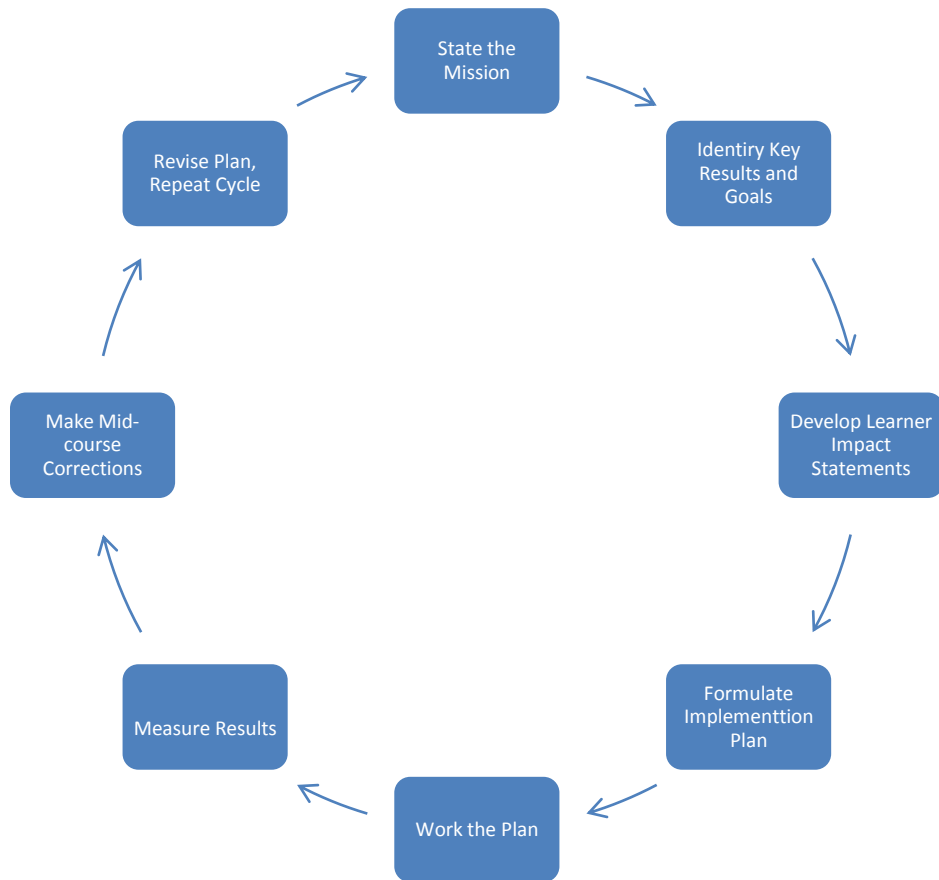 State the
Mission
Identiry Key
Results and
Goals
Develop Learner
Impact
Statements
Formulate
Implementtion
Plan
Work the Plan
Measure Results
Make Mid-
course
Corrections
Revise Plan,
Repeat Cycle